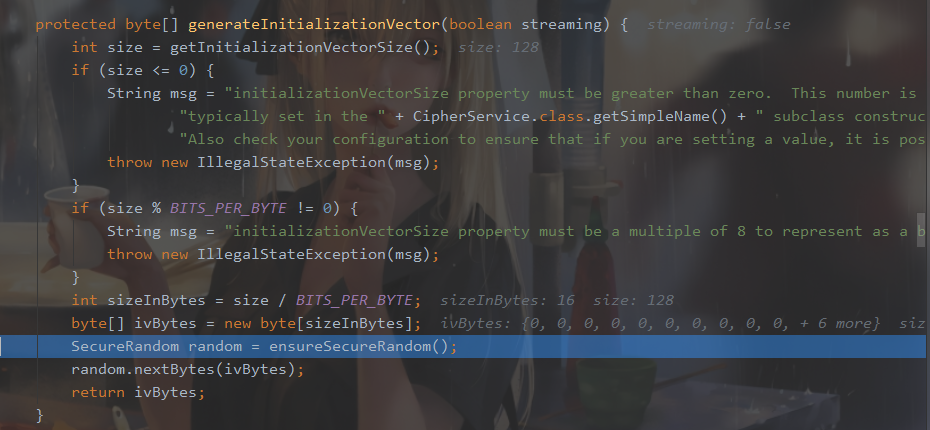 protected byte[] generateInitializationVector(boolean streaming) {  streaming: false
int size = getInitializationVectorSize();  size: 128
if (size <= 0) {
String msg = "initializationVectorSize property must be greater than zero.  This number is
"typically set in the " + CipherService.class.getSimpleName() + " subclass construc
"Also check your configuration to ensure that if you are setting a value, it is pos
throw new IllegalStateException(msg);
}
if (size % BITS_PER_BYTE != 0) {
String msg = "initializationVectorSize property must be a multiple of 8 to represent as a b
throw new IllegalStateException(msg);
}
int sizeInBytes = size / BITS_PER_BYTE;  sizeInBytes: 16  size: 128
byte[] ivBytes = new byte[sizeInBytes];  ivBytes: {0, 0, 0, 0, 0, 0, 0, 0, 0, 0, + 6 more}  siz
SecureRandom random = ensureSecureRandom();
random.nextBytes(ivBytes);
return ivBytes;
}